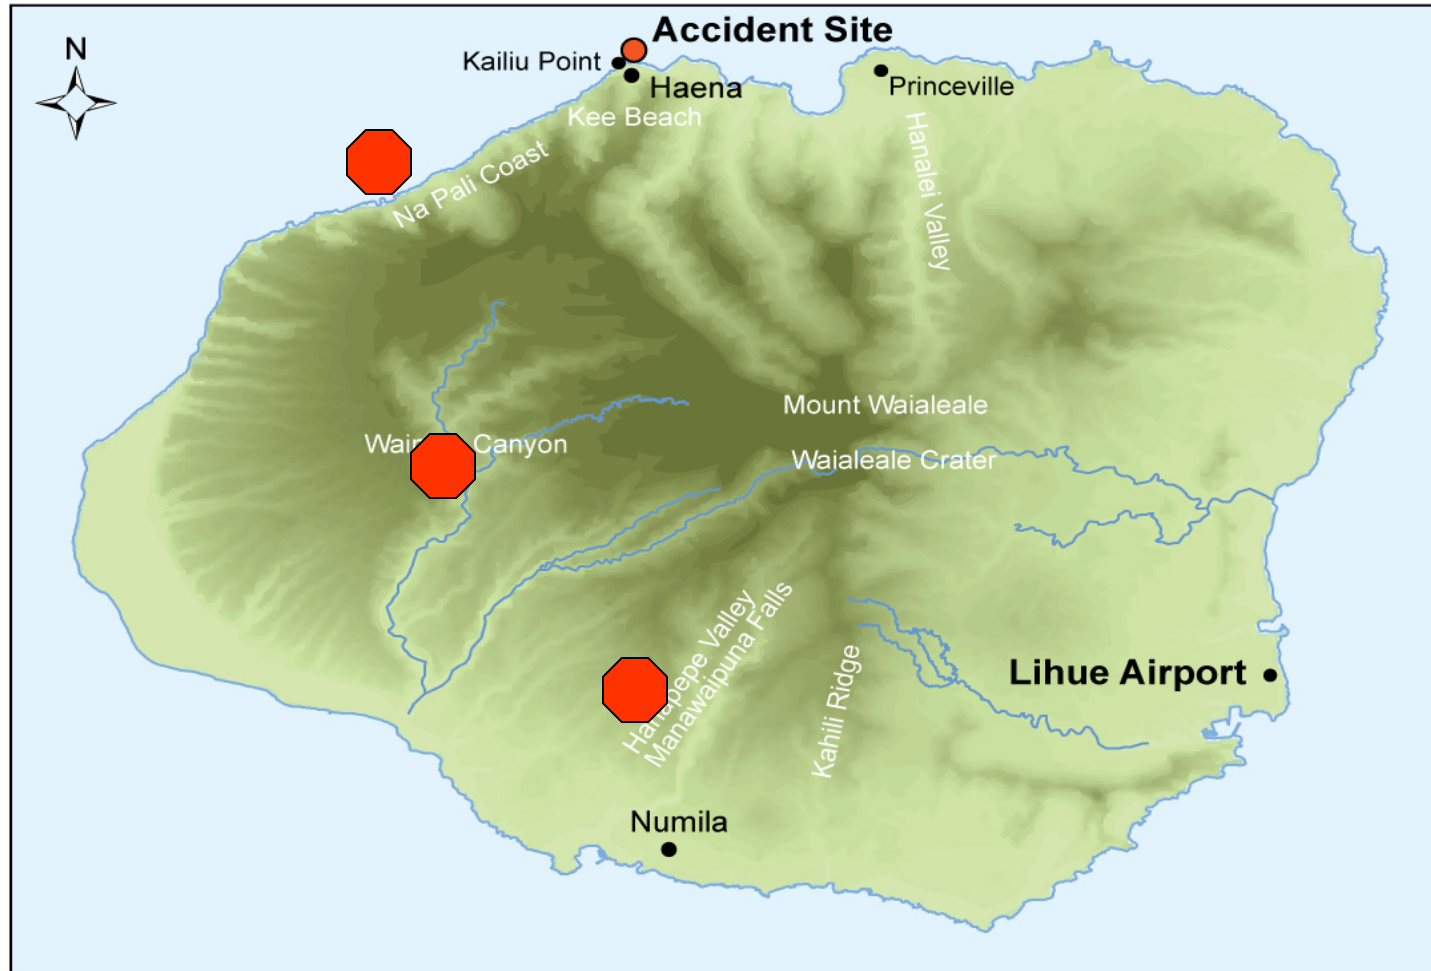 N
Accident Site
Kailiu Point
Haena
Princeville
Kee Beach
Na Pali Coast
Hanalei Valley
Mount Waialeale
Canyon
Waialeale Crater
Valley
Manawaipuna Falls
Kahili Ridge
Lihue Airport
Numila